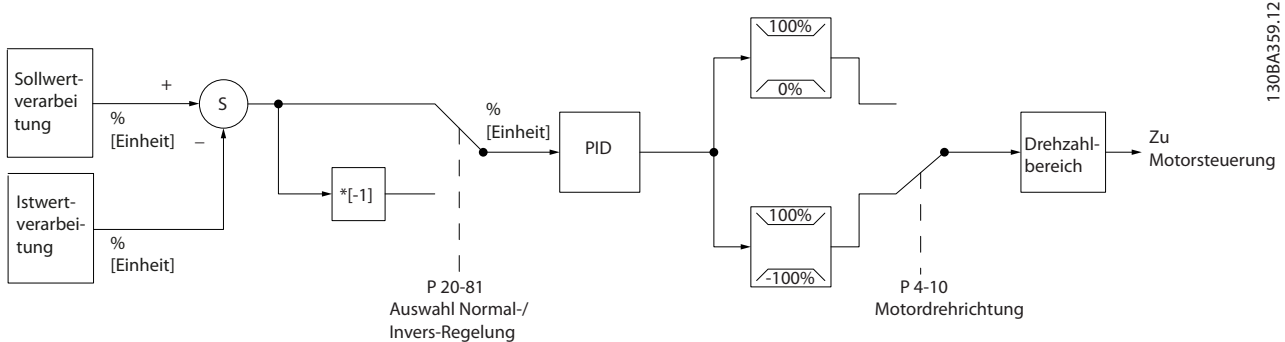 130BA359.12
Sollwert-
verarbei
tung
+
%
[Einheit]
S
–
Istwert-
verarbei-
tung
%
[Einheit]
*[-1]
%
[Einheit]
P 20-81
Auswahl Normal-/
Invers-Regelung
PID
100%
0%
100%
-100%
P 4-10
Motordrehrichtung
Drehzahl-
bereich
Zu
Motorsteuerung